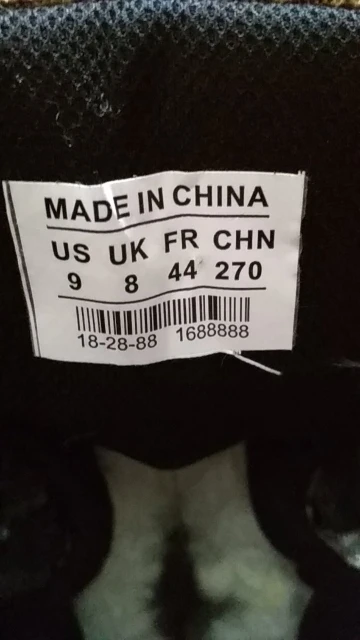 MADE IN CHINA
US UK FR CHN
9 8 44 270
18-28-88 1688888